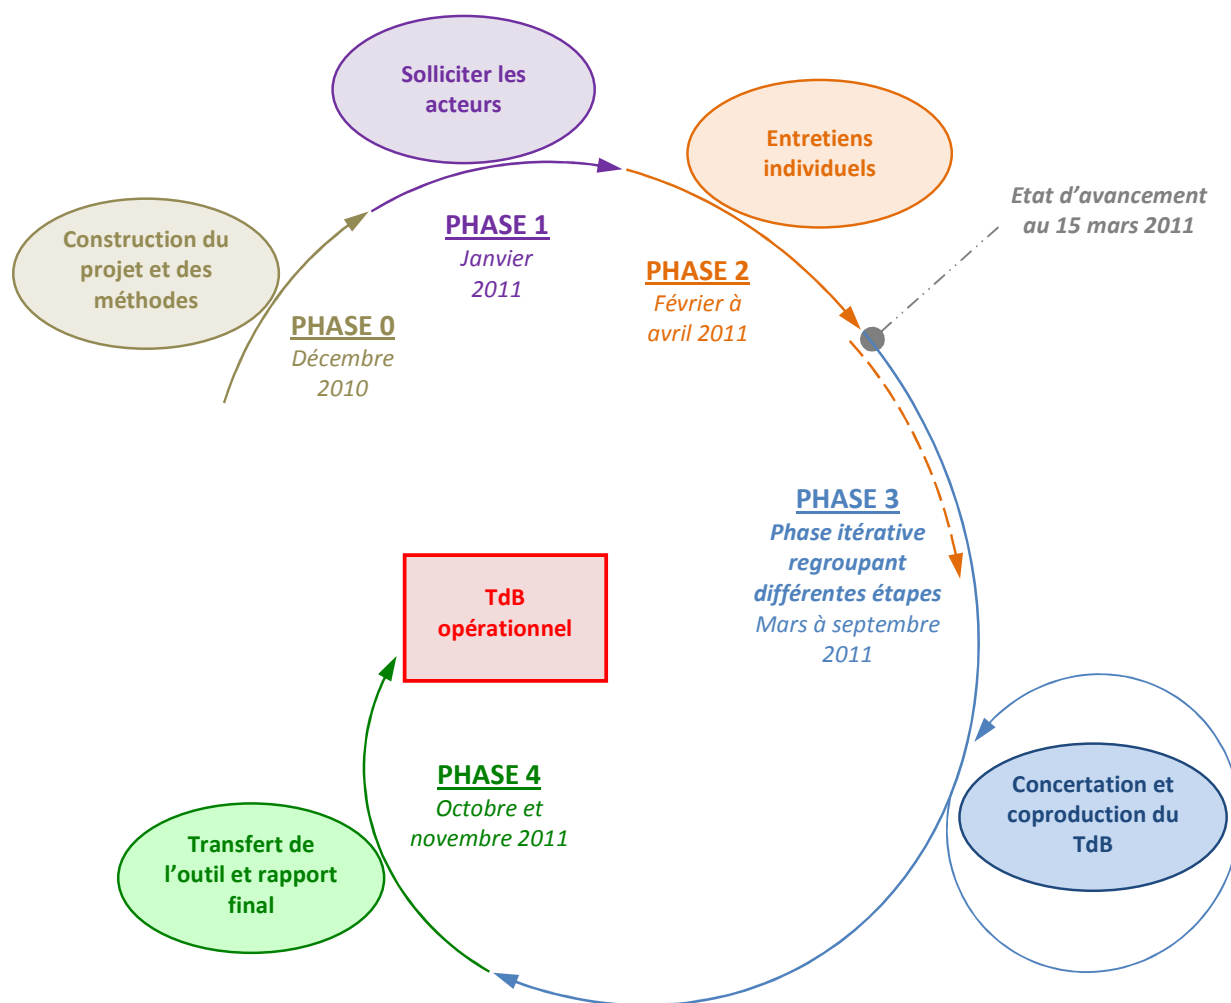 Solliciter les
acteurs
Entretiens
individuels
Etat d’avancement
au 15 mars 2011
Construction du
projet et des
méthodes
PHASE 0
Décembre
2010
PHASE 1
Janvier
2011
PHASE 2
Février à
avril 2011
PHASE 3
Phase itérative
regroupant
différentes étapes
Mars à septembre
2011
TdB
opérationnel
Concertation et
coproduction du
TdB
PHASE 4
Octobre et
novembre 2011
Transfert de
l’outil et rapport
final